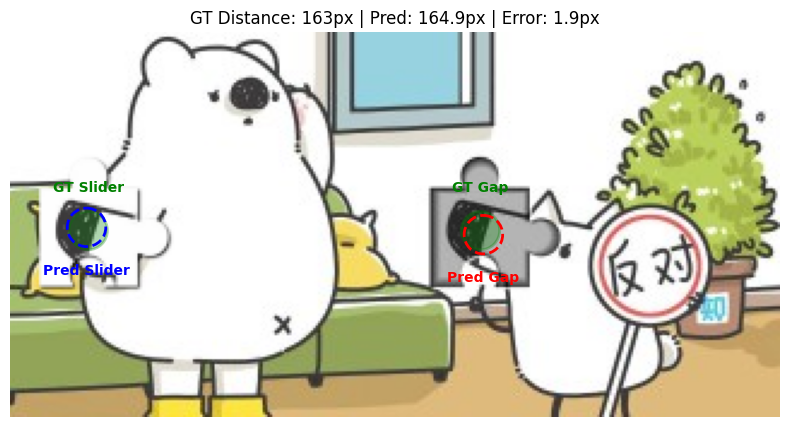 GT Distance: 163px | Pred: 164.9px | Error: 1.9px
GT Slider
GT Gap
Pred Slider
Pred Gap
反对
知